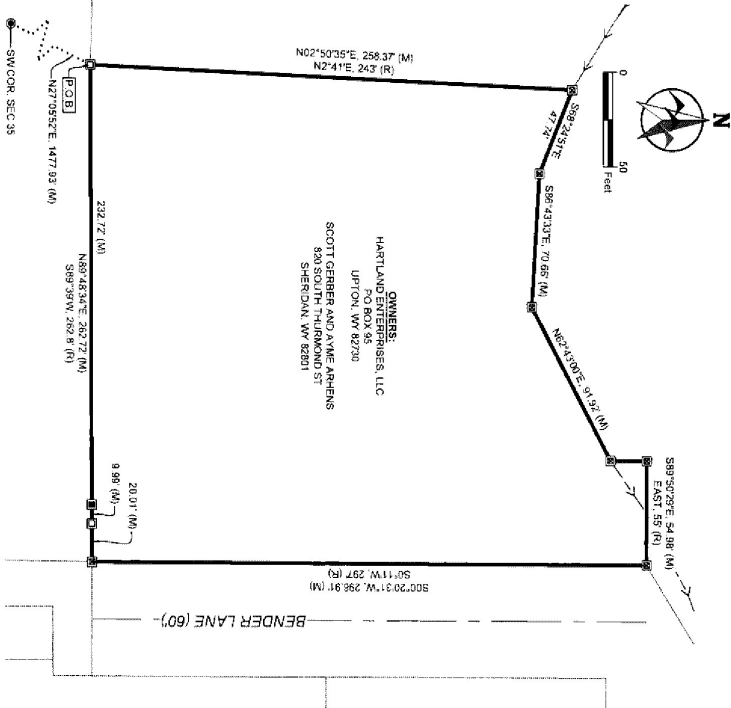 N
0
50
Feet
N02°50'35"E, 258.37' (M)
N2°41'E, 243' (R)
S68°24'51"E
47.74'
S86°43'33"E, 70.66' (M)
N62°43'00"E, 91.92' (M)
S89°50'29"E, 54.98' (M)
EAST, 55' (R)
OWNERS:
HARTLAND ENTERPRISES, LLC
PO BOX 95
UPTON, WY 82730
SCOTT GERBER AND AYME ARHENS
820 SOUTH THURMOND ST
SHERIDAN, WY 82801
S00°20'31"W, 296.91' (M)
S0°11'W, 297' (R)
BENDER LANE (60')
P.O.B
N27°05'52"E, 1477.93' (M)
SW COR, SEC 35
232.72' (M)
N89°48'34"E, 262.72' (M)
S89°39'W, 262.8' (R)
9.99' (M)
20.01' (M)